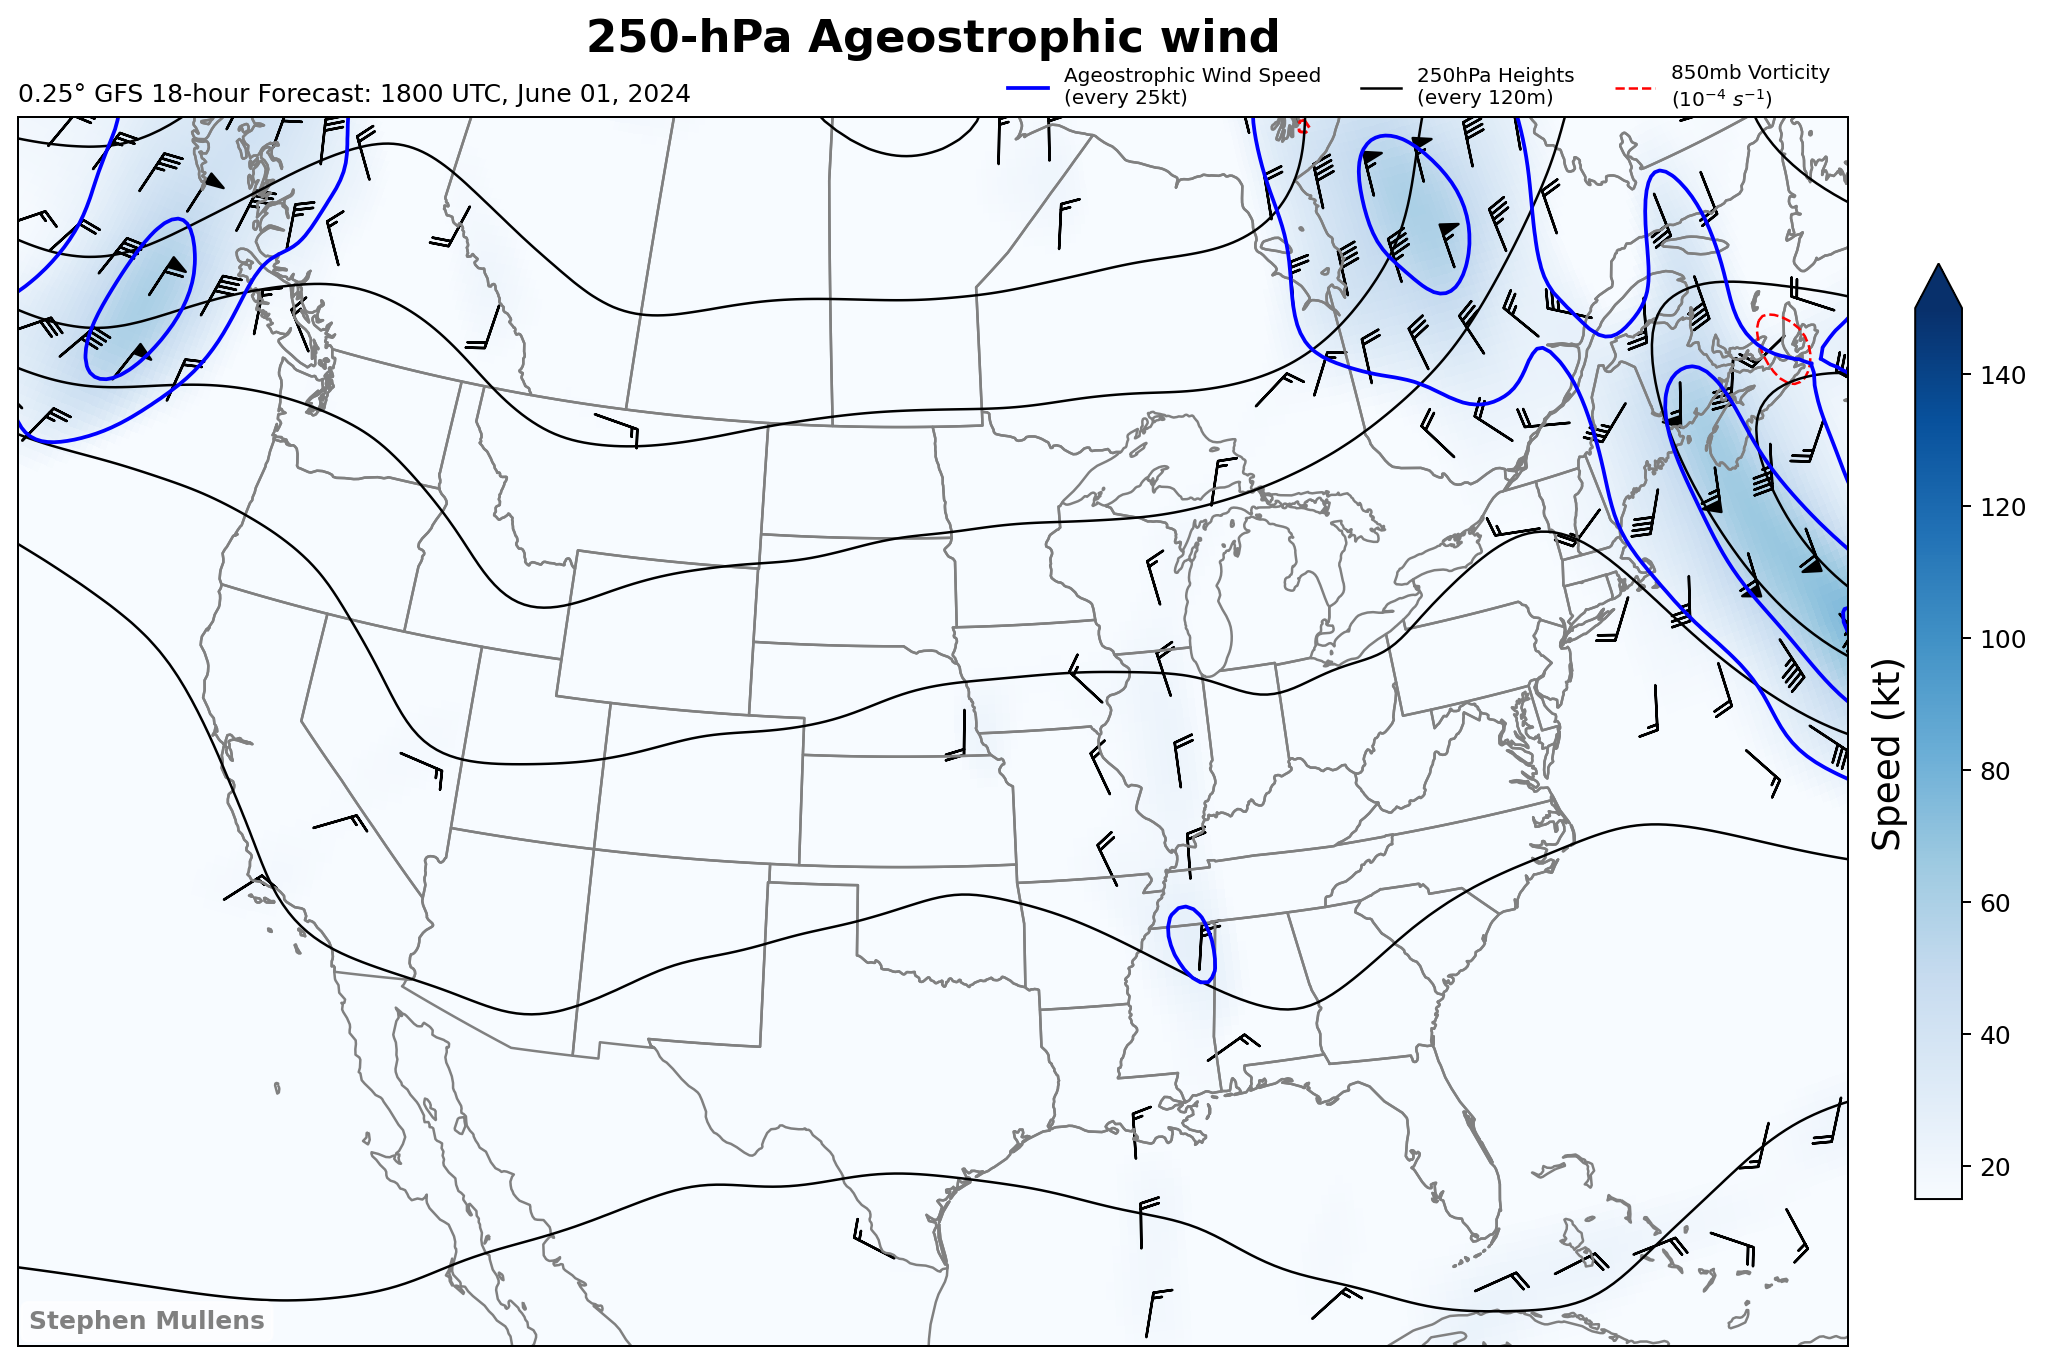 250-hPa Ageostrophic wind
0.25° GFS 18-hour Forecast: 1800 UTC, June 01, 2024
Ageostrophic Wind Speed
(every 25kt)
250hPa Heights
(every 120m)
850mb Vorticity
(10⁻⁴ s⁻¹)
140
120
100
80
60
40
20
Speed (kt)
Stephen Mullens